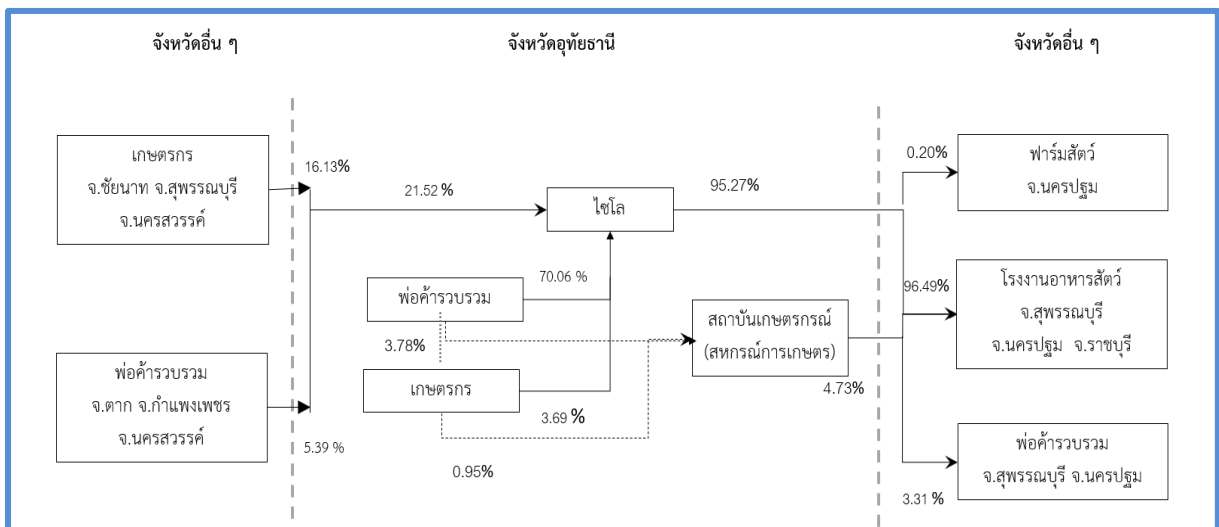 จังหวัดอื่น ๆ
จังหวัดอุทัยธานี
จังหวัดอื่น ๆ
เกษตรกร
จ.ชัยนาท จ.สุพรรณบุรี
จ.นครสวรรค์
16.13%
21.52 %
ไซโล
95.27%
0.20%
ฟาร์มสัตว์
จ.นครปฐม
พ่อค้ารวบรวม
70.06 %
3.78%
เกษตรกร
3.69 %
0.95%
สถาบันเกษตรกรณ์
(สหกรณ์การเกษตร)
4.73%
96.49%
โรงงานอาหารสัตว์
จ.สุพรรณบุรี
จ.นครปฐม จ.ราชบุรี
พ่อค้ารวบรวม
จ.ตาก จ.กำแพงเพชร
จ.นครสวรรค์
5.39 %
พ่อค้ารวบรวม
จ.สุพรรณบุรี จ.นครปฐม
3.31 %